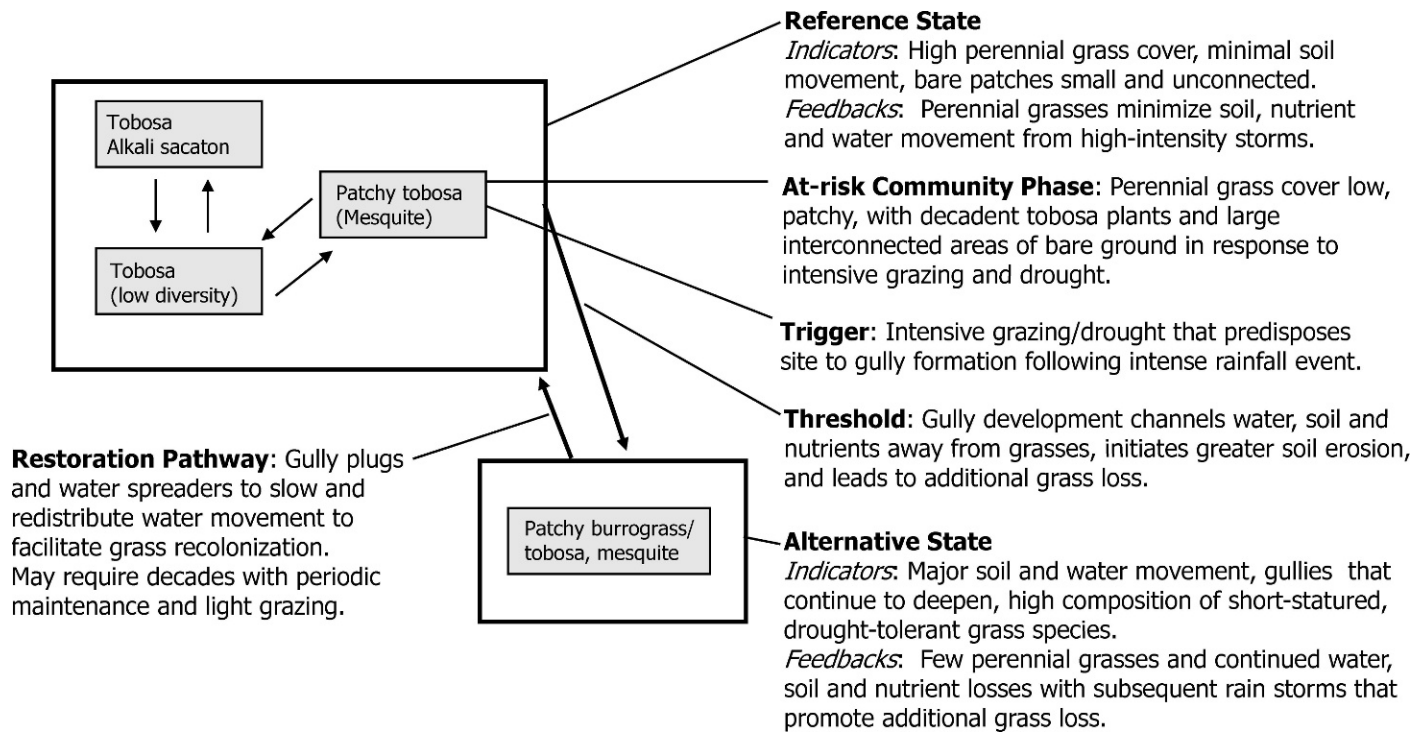 Tobosa
Alkali sacaton
Patchy tobosa
(Mesquite)
Tobosa
(low diversity)
Reference State
Indicators: High perennial grass cover, minimal soil
movement, bare patches small and unconnected.
Feedbacks: Perennial grasses minimize soil, nutrient
and water movement from high-intensity storms.
At-risk Community Phase: Perennial grass cover low,
patchy, with decadent tobosa plants and large
interconnected areas of bare ground in response to
intensive grazing and drought.
Trigger: Intensive grazing/drought that predisposes
site to gully formation following intense rainfall event.
Threshold: Gully development channels water, soil and
nutrients away from grasses, initiates greater soil erosion,
and leads to additional grass loss.
Restoration Pathway: Gully plugs
and water spreaders to slow and
redistribute water movement to
facilitate grass recolonization.
May require decades with periodic
maintenance and light grazing.
Patchy burrograss/
tobosa, mesquite
Alternative State
Indicators: Major soil and water movement, gullies that
continue to deepen, high composition of short-statured,
drought-tolerant grass species.
Feedbacks: Few perennial grasses and continued water,
soil and nutrient losses with subsequent rain storms that
promote additional grass loss.